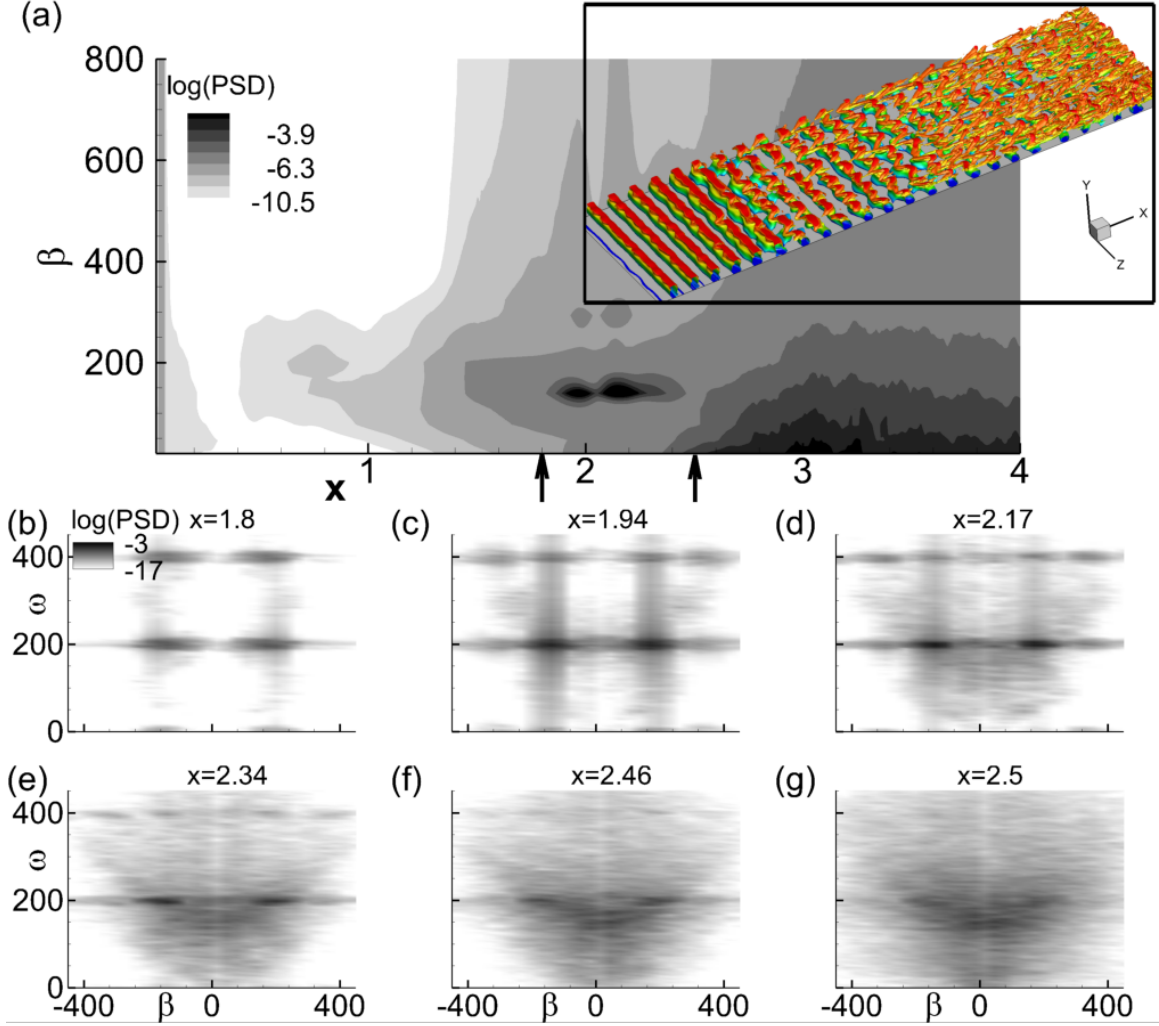 (a)
800
log(PSD)
-3.9
-6.3
-10.5
600
β
400
200
Y
X
Z
x 1 2 3 4
(b) log(PSD) x=1.8
-3
-17
400
ω
200
0
(c) x=1.94
(d) x=2.17
(e) x=2.34
400
ω
200
0
-400 β 0 400
(f) x=2.46
-400 β 0 400
(g) x=2.5
-400 β 0 400